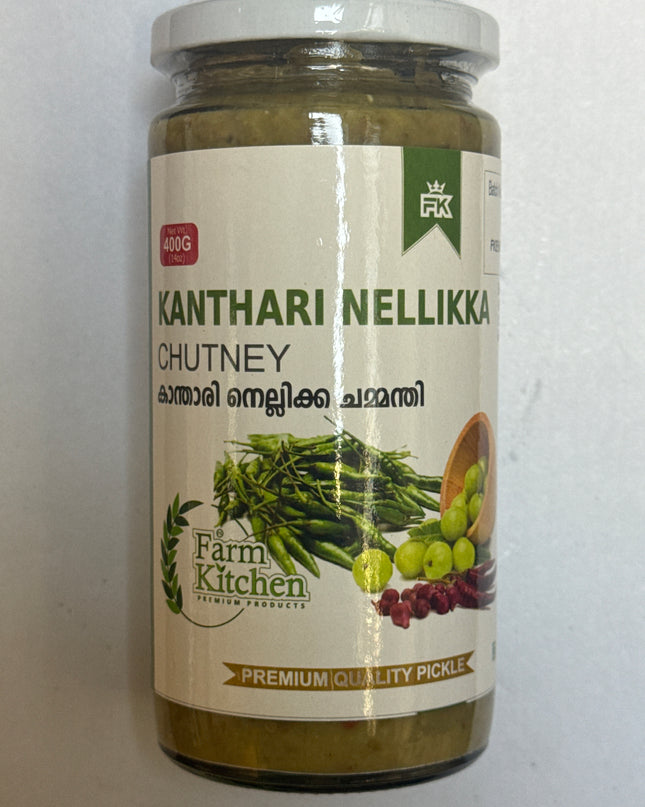 FK
Net Wt.
400G
(14oz)
KANTHARI NELLIKKA
CHUTNEY
കാന്താരി നെല്ലിക്ക ചമ്മന്തി
Farm
Kitchen
PREMIUM PRODUCTS
PREMIUM QUALITY PICKLE